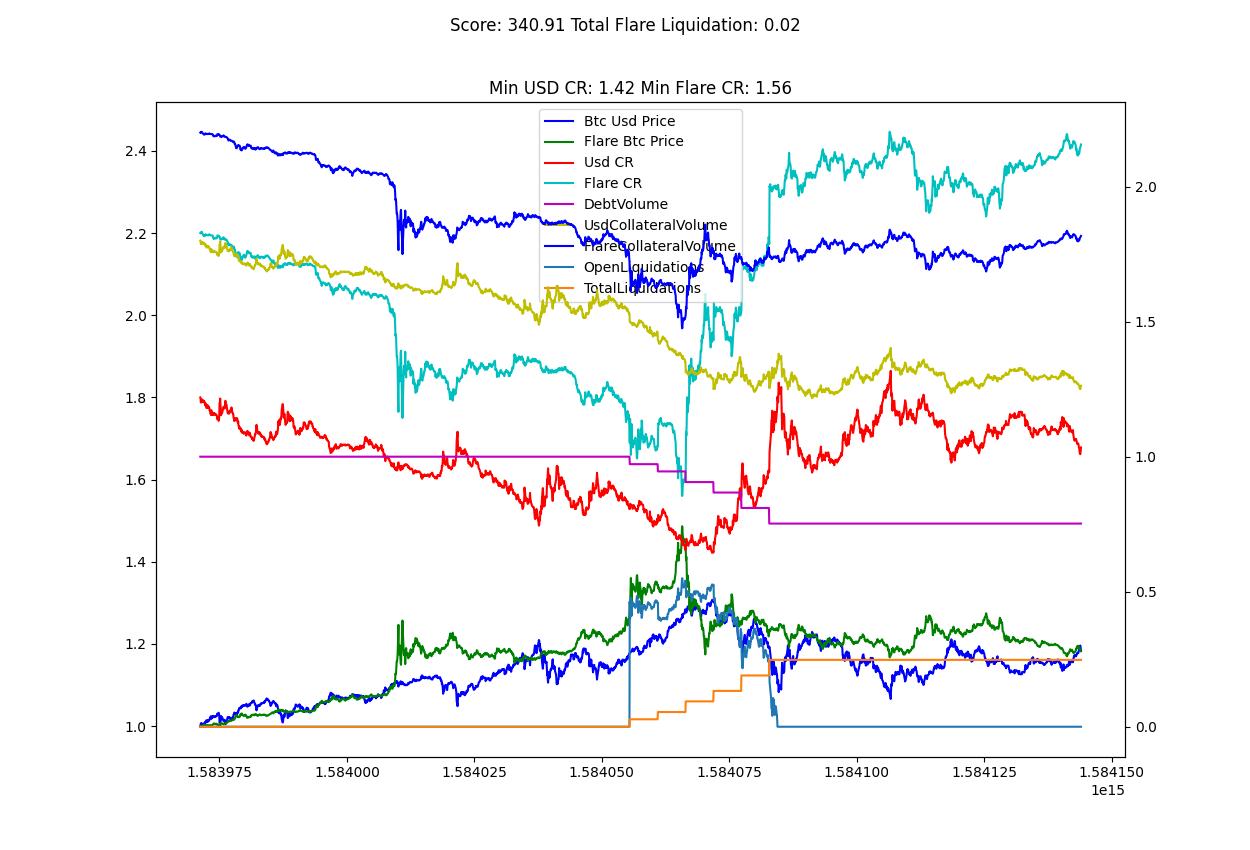 Score: 340.91 Total Flare Liquidation: 0.02
Min USD CR: 1.42 Min Flare CR: 1.56
Btc Usd Price
Flare Btc Price
Usd CR
Flare CR
DebtVolume
UsdCollateralVolume
FlareCollateralVolume
OpenLiquidations
TotalLiquidations
2.4
2.2
2.0
1.8
1.6
1.4
1.2
1.0
2.0
1.5
1.0
0.5
0.0
1.583975 1.584000 1.584025 1.584050 1.584075 1.584100 1.584125 1.584150
1e15